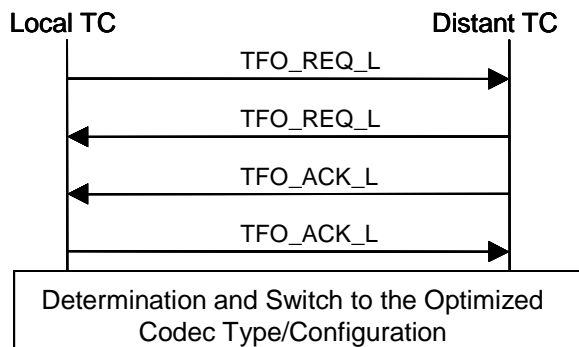 Local TC
Distant TC
TFO_REQ_L
TFO_REQ_L
TFO_ACK_L
TFO_ACK_L
Determination and Switch to the Optimized
Codec Type/Configuration